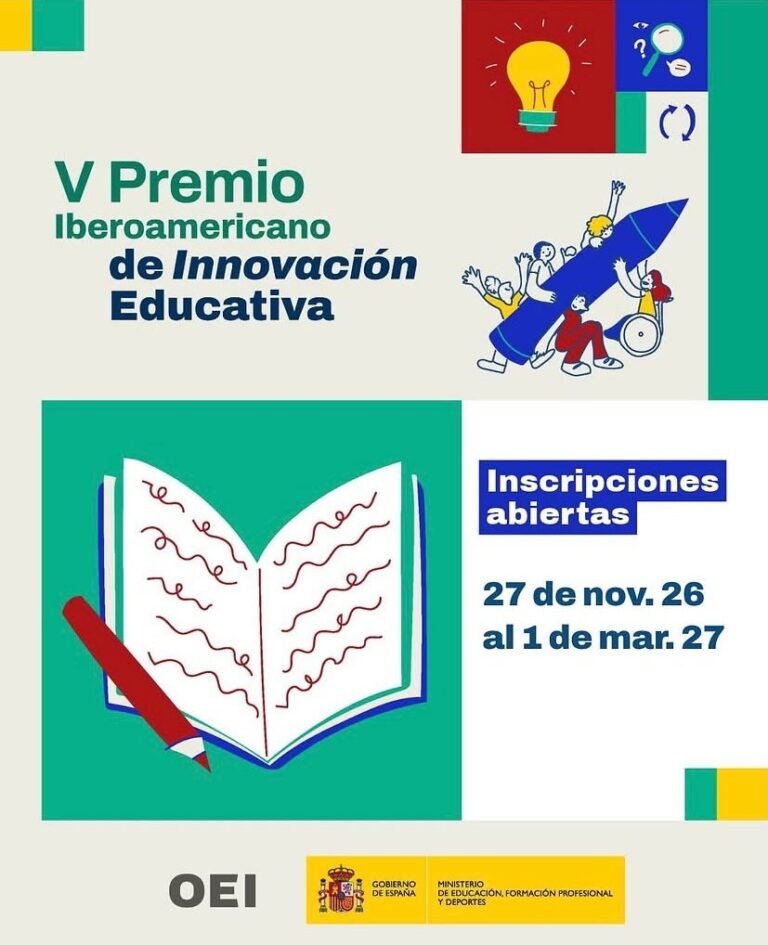 V Premio
Iberoamericano
de Innovación
Educativa
Inscripciones
abiertas
27 de nov. 26
al 1 de mar. 27
OEI
GOBIERNO
DE ESPAÑA
MINISTERIO
DE EDUCACIÓN, FORMACIÓN PROFESIONAL
Y DEPORTES